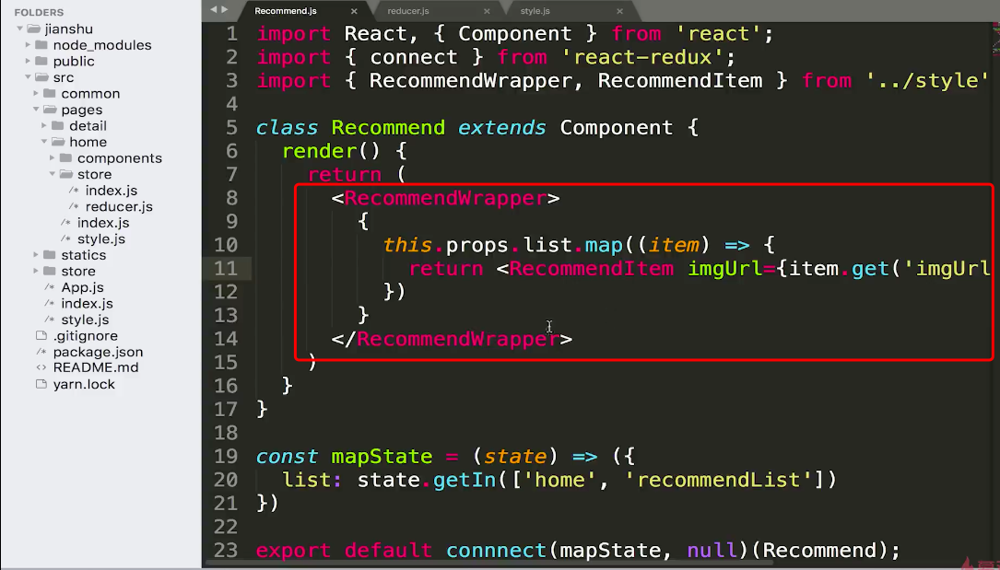 FOLDERS
jianshu
node_modules
public
src
common
pages
detail
home
components
store
/* index.js
/* reducer.js
/* index.js
/* style.js
statics
store
/* App.js
/* index.js
/* style.js
.gitignore
package.json
<> README.md
yarn.lock
Recommend.js × reducer.js × style.js ×
1 import React, { Component } from 'react';
2 import { connect } from 'react-redux';
3 import { RecommendWrapper, RecommendItem } from '../style'
4
5 class Recommend extends Component {
6 render() {
7 return (
8 <RecommendWrapper>
9 {
10 this.props.list.map((item) => {
11 return <RecommendItem imgUrl={item.get('imgUrl
12 })
13 }
14 </RecommendWrapper>
15 )
16 }
17 }
18
19 const mapState = (state) => ({
20 list: state.getIn(['home', 'recommendList'])
21 })
22
23 export default connnect(mapState, null)(Recommend);